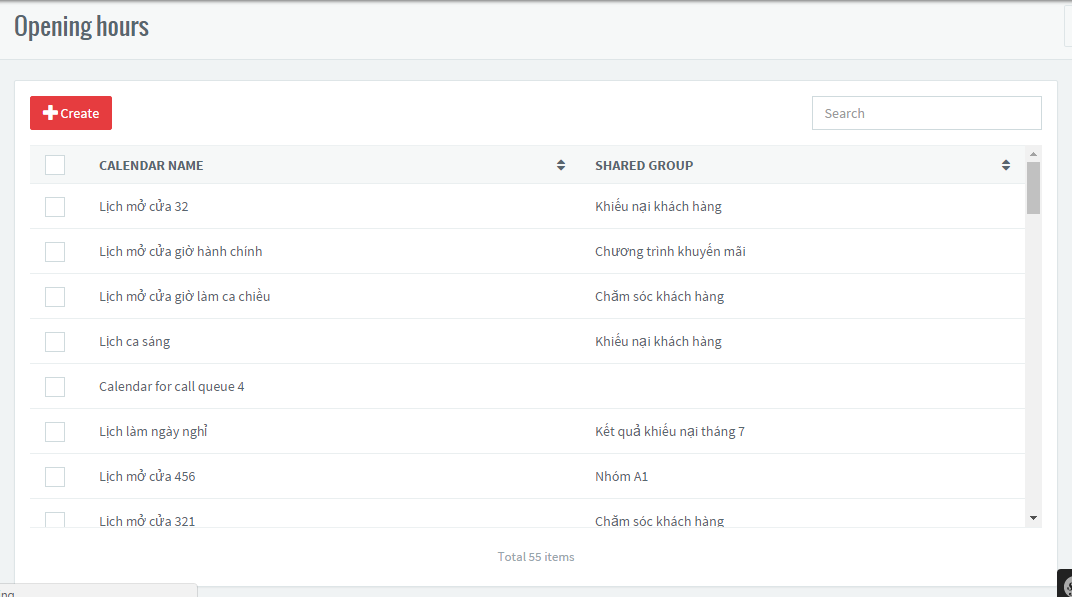 Opening hours
Create
Search
CALENDAR NAME SHARED GROUP
Lịch mở cửa 32 Khiếu nại khách hàng
Lịch mở cửa giờ hành chính Chương trình khuyến mãi
Lịch mở cửa giờ làm ca chiều Chăm sóc khách hàng
Lịch ca sáng Khiếu nại khách hàng
Calendar for call queue 4
Lịch làm ngày nghỉ Kết quả khiếu nại tháng 7
Lịch mở cửa 456 Nhóm A1
Lịch mở cửa 321 Chăm sóc khách hàng
Total 55 items